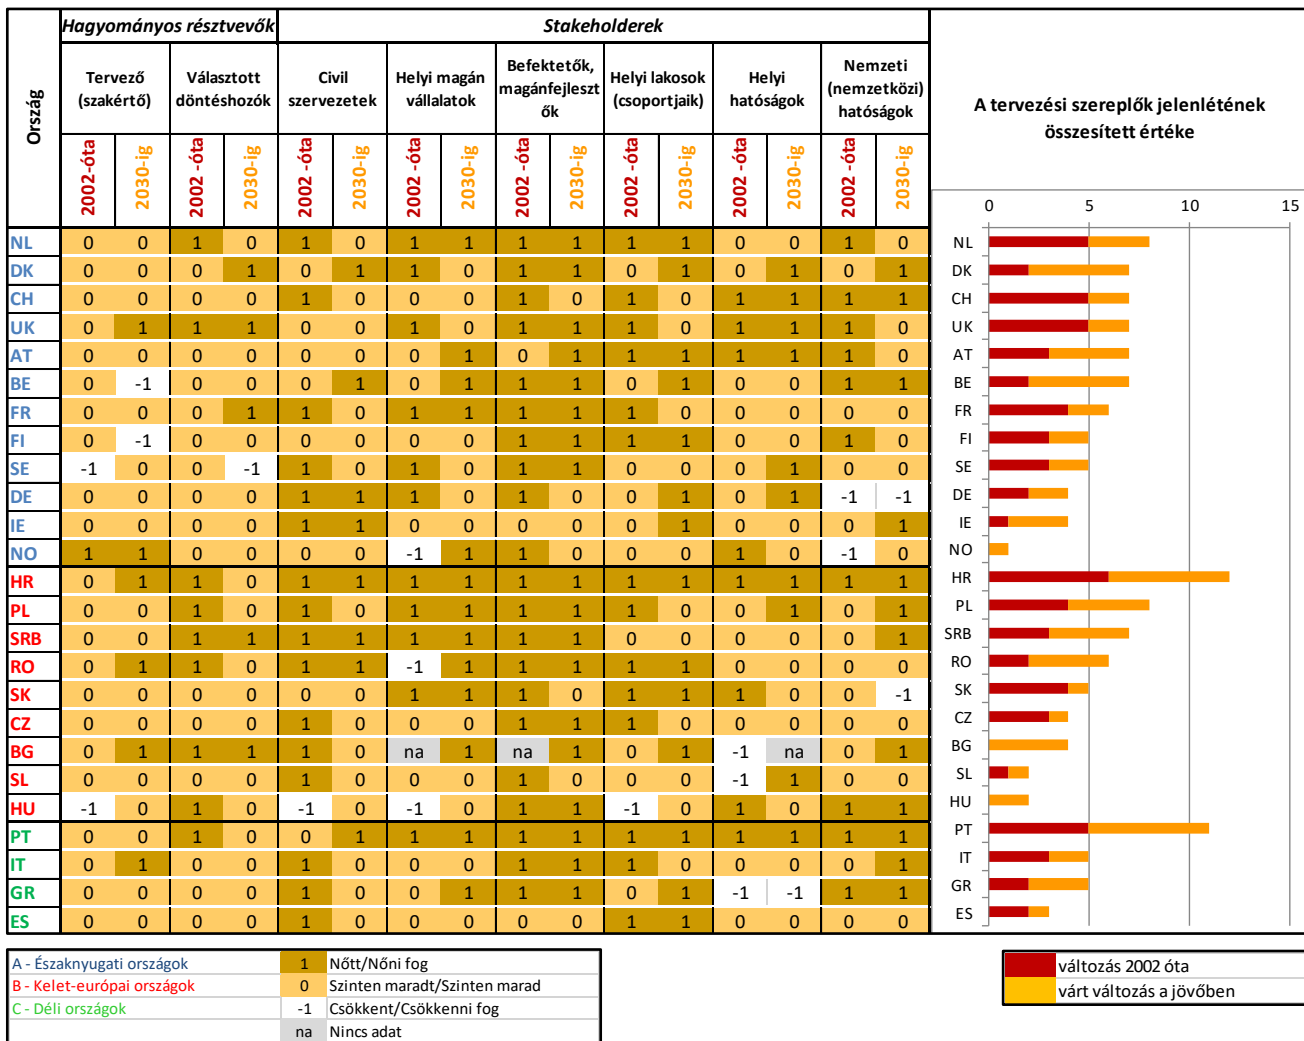 Hagyományos résztvevők Stakeholderek
Ország
Tervező (szakértő) Választott döntéshozók Civil szervezetek Helyi magán vállalatok Befektetők, magánfejleszt ők Helyi lakosok (csoportjaik) Helyi hatóságok Nemzeti (nemzetközi) hatóságok
2002-óta 2030-ig 2002 -óta 2030-ig 2002 -óta 2030-ig 2002 -óta 2030-ig 2002 -óta 2030-ig 2002 -óta 2030-ig 2002 -óta 2030-ig 2002 -óta 2030-ig
NL 0 0 1 0 1 0 1 1 1 1 1 1 0 0 1 0
DK 0 0 0 1 0 1 1 0 1 1 0 1 0 1 0 1
CH 0 0 0 0 1 0 0 0 1 0 1 0 1 1 1 1
UK 0 1 1 1 0 0 1 0 1 1 1 0 1 1 1 0
AT 0 0 0 0 0 0 0 1 0 1 1 1 1 1 1 0
BE 0 -1 0 0 0 1 0 1 1 1 0 1 0 0 1 1
FR 0 0 0 1 1 0 1 1 1 1 1 0 0 0 0 0
FI 0 -1 0 0 0 0 0 0 1 1 1 1 0 0 1 0
SE -1 0 0 -1 1 0 1 0 1 1 0 0 0 1 0 0
DE 0 0 0 0 1 1 1 0 1 0 0 1 0 1 -1 -1
IE 0 0 0 0 1 1 0 0 0 0 0 1 0 0 0 1
NO 1 1 0 0 0 0 -1 1 1 0 0 0 1 0 -1 0
HR 0 1 1 0 1 1 1 1 1 1 1 1 1 1 1 1
PL 0 0 1 0 1 0 1 1 1 1 1 0 0 1 0 1
SRB 0 0 1 1 1 1 1 1 1 1 0 0 0 0 0 1
RO 0 1 1 0 1 1 -1 1 1 1 1 1 0 0 0 0
SK 0 0 0 0 0 0 1 1 1 0 1 1 1 0 0 -1
CZ 0 0 0 0 1 0 0 0 1 1 1 0 0 0 0 0
BG 0 1 1 1 1 0 na 1 na 1 0 1 -1 na 0 1
SL 0 0 0 0 1 0 0 0 1 0 0 0 -1 1 0 0
HU -1 0 1 0 -1 0 -1 0 1 1 -1 0 1 0 1 1
PT 0 0 1 0 0 1 1 1 1 1 1 1 1 1 1 1
IT 0 1 0 0 1 0 0 0 1 1 1 0 0 0 0 1
GR 0 0 0 0 1 0 0 1 1 1 0 1 -1 -1 1 1
ES 0 0 0 0 1 0 0 0 0 0 1 1 0 0 0 0
A tervezési szereplők jelenlétének
összesített értéke
0 5 10 15
NL
DK
CH
UK
AT
BE
FR
FI
SE
DE
IE
NO
HR
PL
SRB
RO
SK
CZ
BG
SL
HU
PT
IT
GR
ES
A - Északnyugati országok 1 Nőtt/Nőni fog
B - Kelet-európai országok 0 Szinten maradt/Szinten marad
C - Déli országok -1 Csökkent/Csökkenni fog
na Nincs adat
változás 2002 óta
várt változás a jövőben